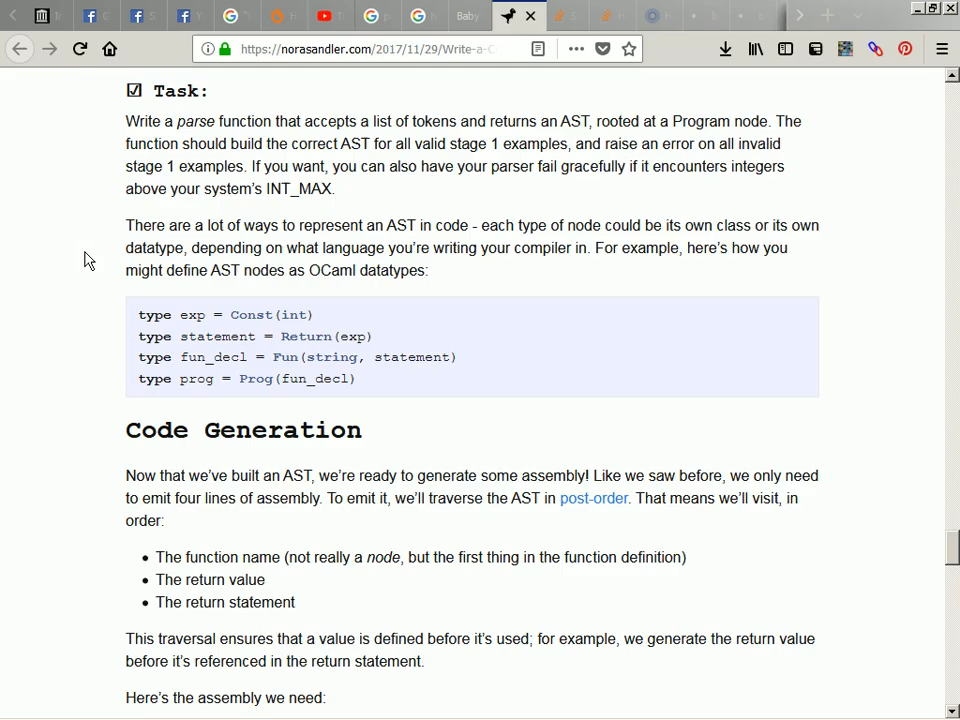 Baby
https://norasandler.com/2017/11/29/Write-a-C
☑ Task:
Write a parse function that accepts a list of tokens and returns an AST, rooted at a Program node. The
function should build the correct AST for all valid stage 1 examples, and raise an error on all invalid
stage 1 examples. If you want, you can also have your parser fail gracefully if it encounters integers
above your system's INT_MAX.
There are a lot of ways to represent an AST in code - each type of node could be its own class or its own
datatype, depending on what language you're writing your compiler in. For example, here's how you
might define AST nodes as OCaml datatypes:
type exp = Const(int)
type statement = Return(exp)
type fun_decl = Fun(string, statement)
type prog = Prog(fun_decl)
Code Generation
Now that we've built an AST, we're ready to generate some assembly! Like we saw before, we only need
to emit four lines of assembly. To emit it, we'll traverse the AST in post-order. That means we'll visit, in
order:
• The function name (not really a node, but the first thing in the function definition)
• The return value
• The return statement
This traversal ensures that a value is defined before it's used; for example, we generate the return value
before it's referenced in the return statement.
Here's the assembly we need: